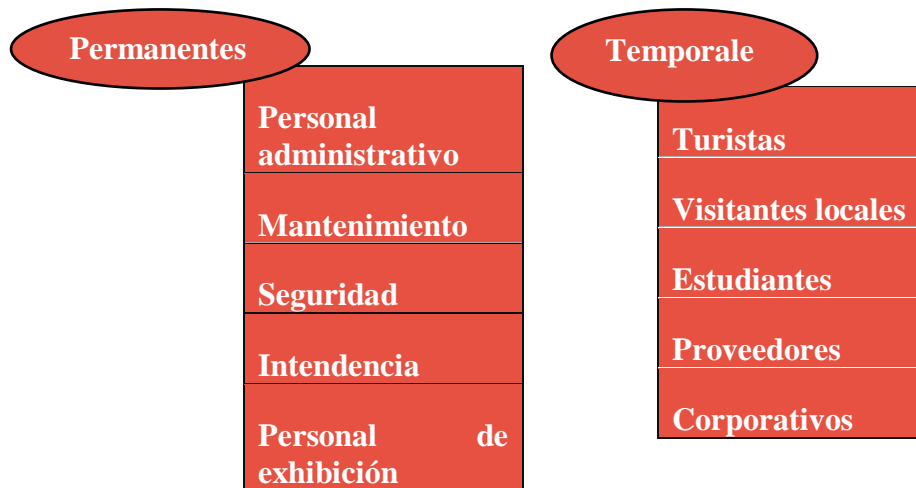 Permanentes
Personal
administrativo
Mantenimiento
Seguridad
Intendencia
Personal de
exhibición
Temporale
Turistas
Visitantes locales
Estudiantes
Proveedores
Corporativos